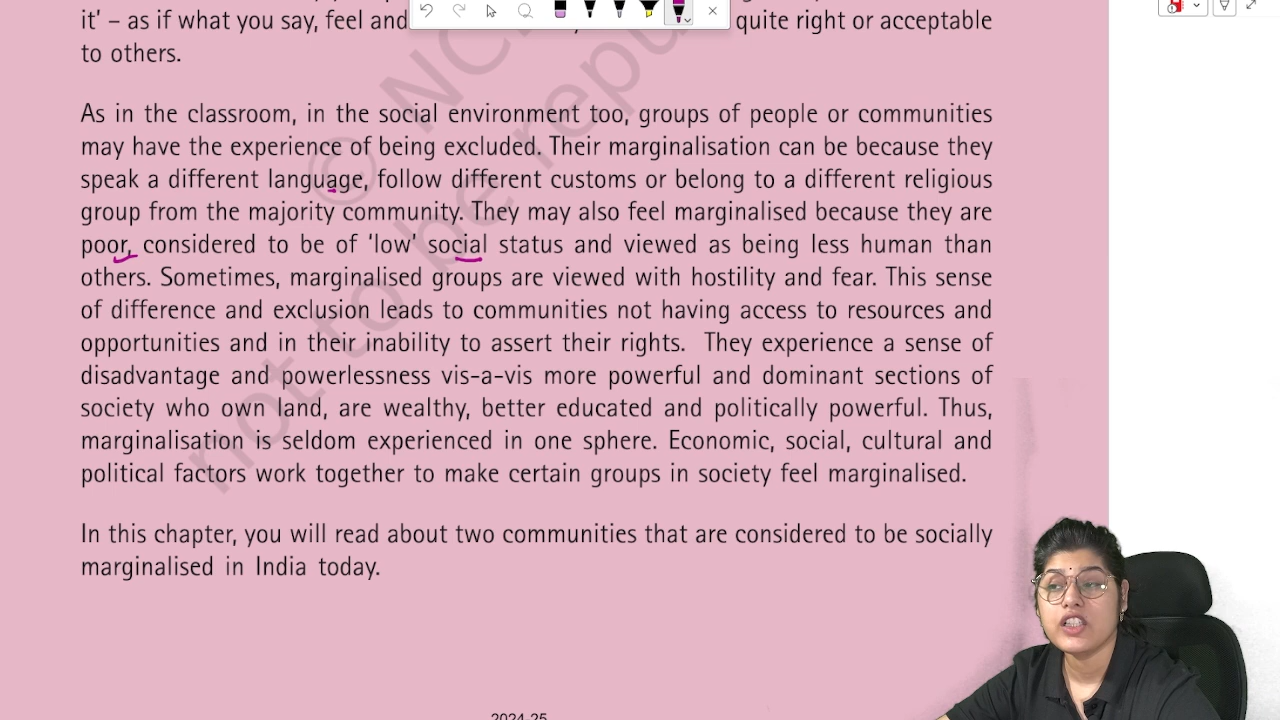 it' – as if what you say, feel and quite right or acceptable
to others.
As in the classroom, in the social environment too, groups of people or communities
may have the experience of being excluded. Their marginalisation can be because they
speak a different language, follow different customs or belong to a different religious
group from the majority community. They may also feel marginalised because they are
poor, considered to be of 'low' social status and viewed as being less human than
others. Sometimes, marginalised groups are viewed with hostility and fear. This sense
of difference and exclusion leads to communities not having access to resources and
opportunities and in their inability to assert their rights. They experience a sense of
disadvantage and powerlessness vis-a-vis more powerful and dominant sections of
society who own land, are wealthy, better educated and politically powerful. Thus,
marginalisation is seldom experienced in one sphere. Economic, social, cultural and
political factors work together to make certain groups in society feel marginalised.
In this chapter, you will read about two communities that are considered to be socially
marginalised in India today.
2024-25
not to be